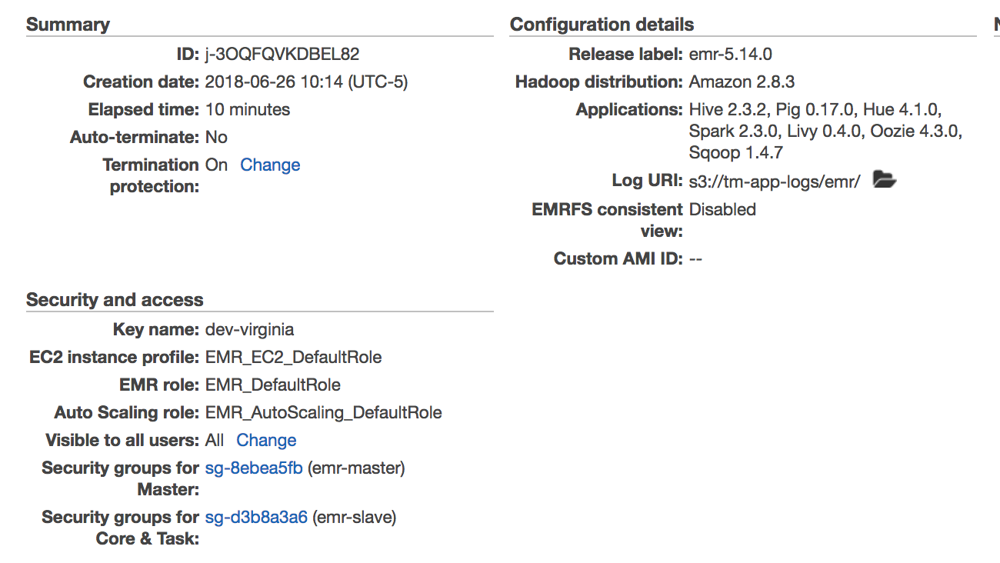 Summary
ID: j-3OQFQVKDBEL82
Creation date: 2018-06-26 10:14 (UTC-5)
Elapsed time: 10 minutes
Auto-terminate: No
Termination On Change
protection:
Configuration details
Release label: emr-5.14.0
Hadoop distribution: Amazon 2.8.3
Applications: Hive 2.3.2, Pig 0.17.0, Hue 4.1.0,
Spark 2.3.0, Livy 0.4.0, Oozie 4.3.0,
Sqoop 1.4.7
Log URI: s3://tm-app-logs/emr/
EMRFS consistent Disabled
view:
Custom AMI ID: --
Security and access
Key name: dev-virginia
EC2 instance profile: EMR_EC2_DefaultRole
EMR role: EMR_DefaultRole
Auto Scaling role: EMR_AutoScaling_DefaultRole
Visible to all users: All Change
Security groups for sg-8ebea5fb (emr-master)
Master:
Security groups for sg-d3b8a3a6 (emr-slave)
Core & Task: